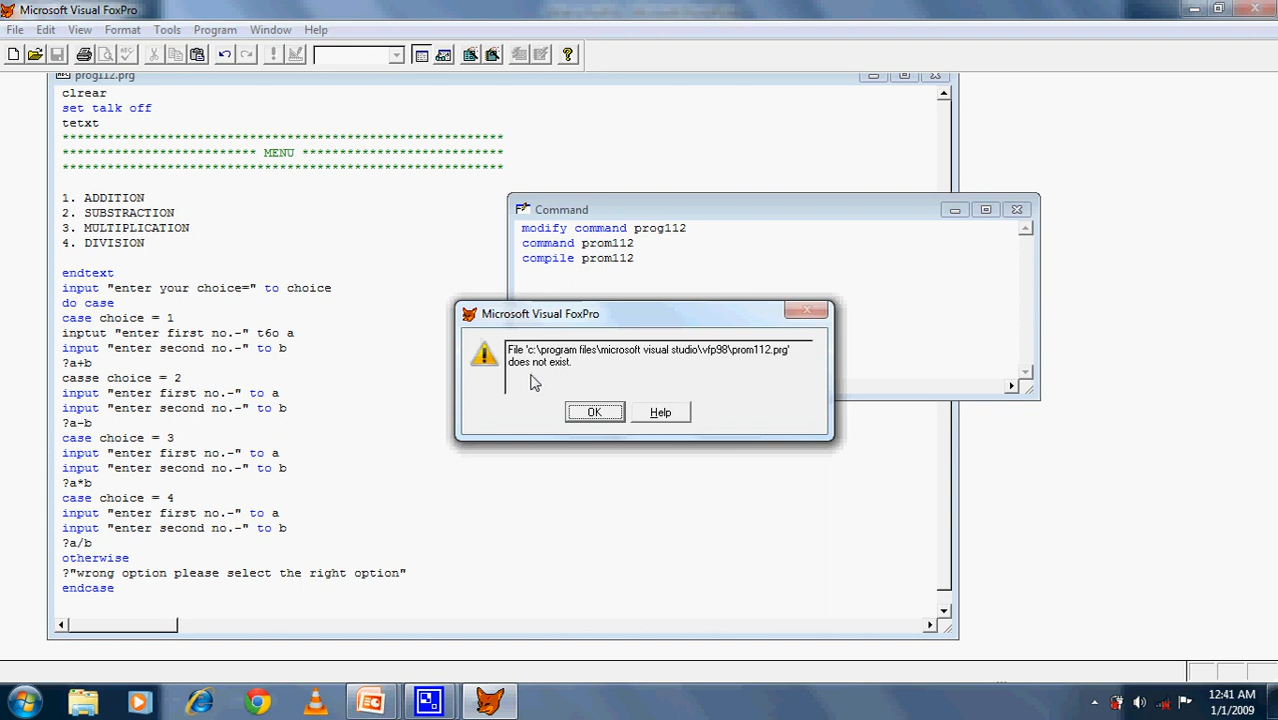 Microsoft Visual FoxPro
File Edit View Format Tools Program Window Help
prog112.prg
clrear
set talk off
tetxt
***********************************************************
************************** MENU ***************************
***********************************************************
1. ADDITION
2. SUBSTRACTION
3. MULTIPLICATION
4. DIVISION
endtext
input "enter your choice=" to choice
do case
case choice = 1
inptut "enter first no.-" t6o a
input "enter second no.-" to b
?a+b
casse choice = 2
input "enter first no.-" to a
input "enter second no.-" to b
?a-b
case choice = 3
input "enter first no.-" to a
input "enter second no.-" to b
?a*b
case choice = 4
input "enter first no.-" to a
input "enter second no.-" to b
?a/b
otherwise
?"wrong option please select the right option"
endcase
Command
modify command prog112
command prom112
compile prom112
Microsoft Visual FoxPro
File 'c:\program files\microsoft visual studio\vfp98\prom112.prg'
does not exist.
OK Help
12:41 AM
1/1/2009